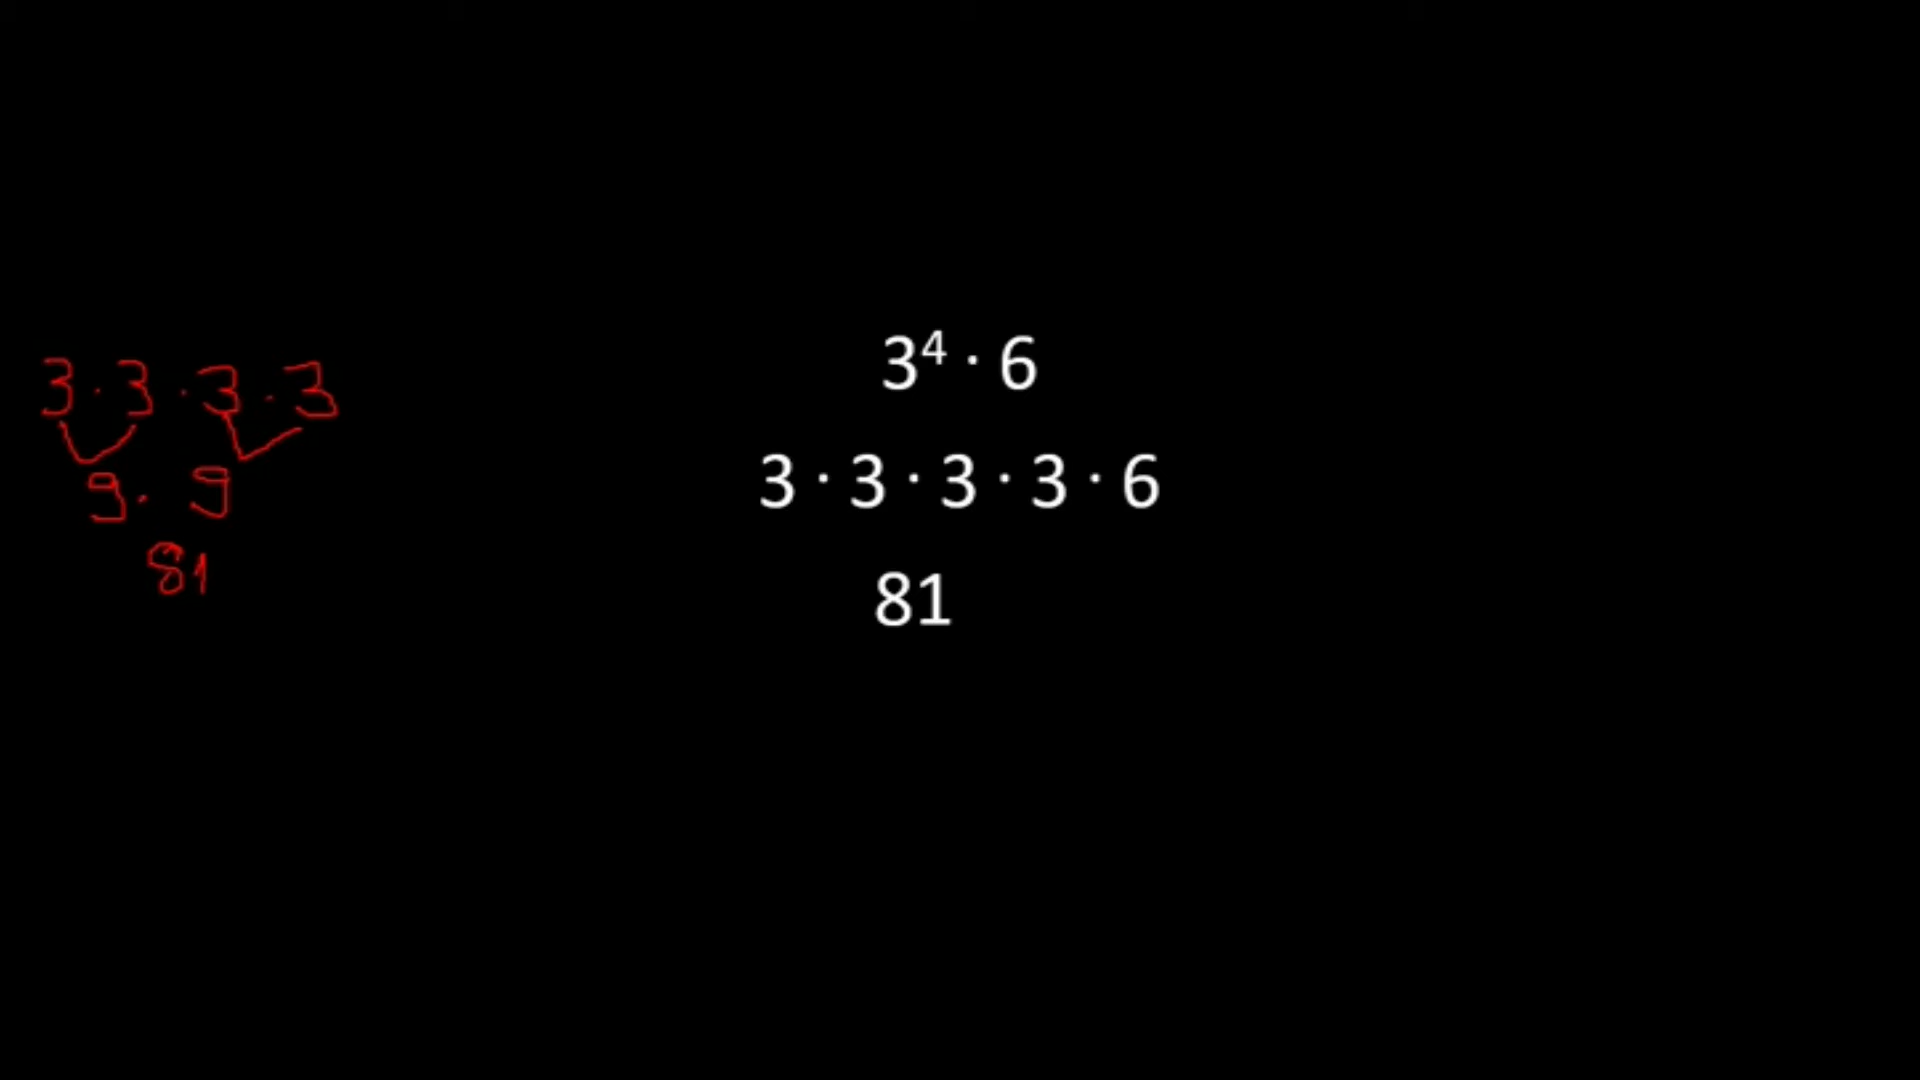 3 · 3 · 3 · 3
9 · 9
81
3⁴ · 6
3 · 3 · 3 · 3 · 6
81